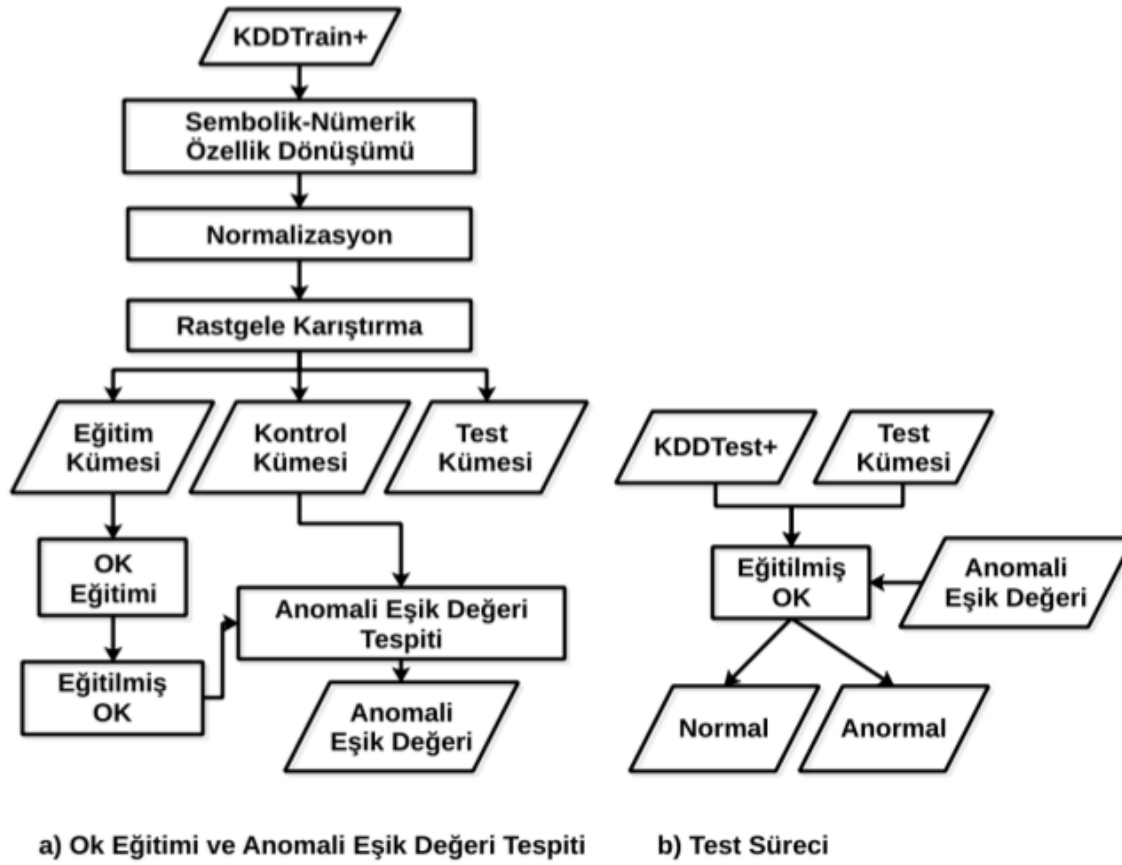 KDDTrain+
Sembolik-Nümerik
Özellik Dönüşümü
Normalizasyon
Rastgele Karıştırma
Eğitim
Kümesi
Kontrol
Kümesi
Test
Kümesi
OK
Eğitimi
Anomali Eşik Değeri
Tespiti
Eğitilmiş
OK
Anomali
Eşik Değeri
a) Ok Eğitimi ve Anomali Eşik Değeri Tespiti
KDDTest+
Test
Kümesi
Eğitilmiş
OK
Anomali
Eşik Değeri
Normal
Anormal
b) Test Süreci